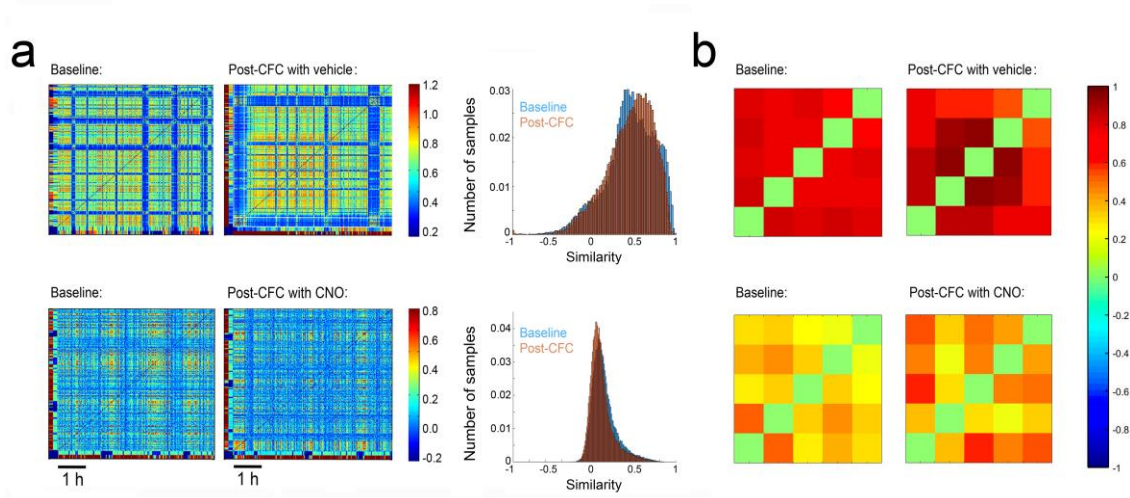 a
b
Baseline:
Post-CFC with vehicle:
1.2
1.0
0.8
0.6
0.4
0.2
Number of samples
0.03
0.02
0.01
-1
-0.5
0
0.5
1
Similarity
Baseline
Post-CFC
Baseline:
Post-CFC with vehicle:
Baseline:
Post-CFC with CNO:
0.8
0.6
0.4
0.2
0.0
-0.2
1 h
1 h
Number of samples
0.04
0.03
0.02
0.01
0
-1
-0.5
0
0.5
1
Similarity
Baseline
Post-CFC
Baseline:
Post-CFC with CNO:
1
0.8
0.6
0.4
0.2
0
-0.2
-0.4
-0.6
-0.8
-1